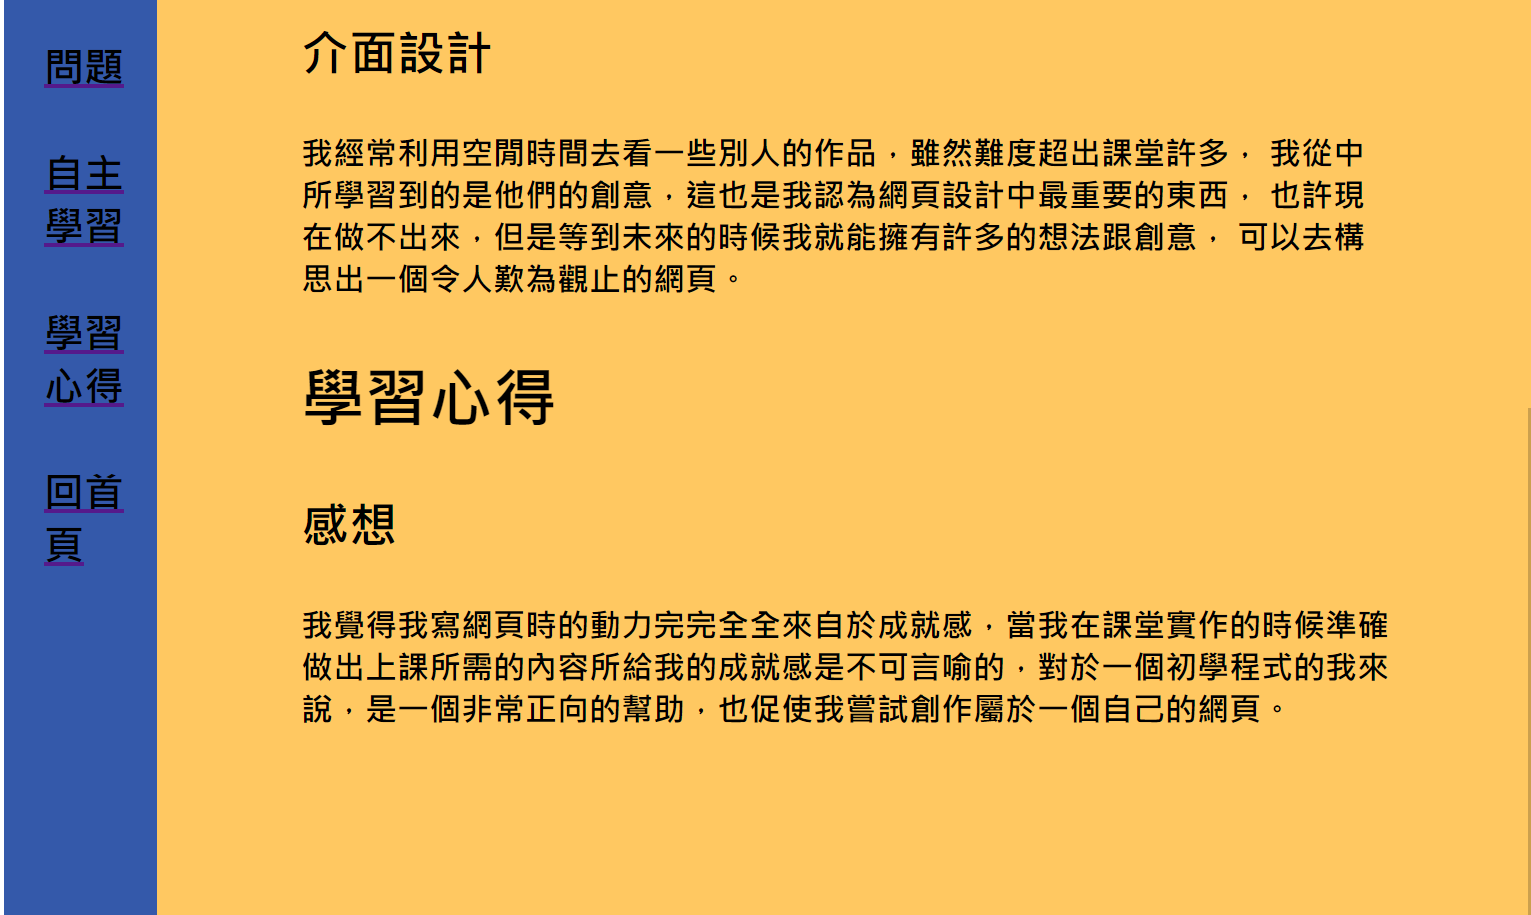 問題
自主
學習
學習
心得
回首
頁
介面設計
我經常利用空閒時間去看一些別人的作品，雖然難度超出課堂許多， 我從中
所學習到的是他們的創意，這也是我認為網頁設計中最重要的東西， 也許現
在做不出來，但是等到未來的時候我就能擁有許多的想法跟創意， 可以去構
思出一個令人歎為觀止的網頁。
學習心得
感想
我覺得我寫網頁時的動力完完全全來自於成就感，當我在課堂實作的時候準確
做出上課所需的內容所給我的成就感是不可言喻的，對於一個初學程式的我來
說，是一個非常正向的幫助，也促使我嘗試創作屬於一個自己的網頁。